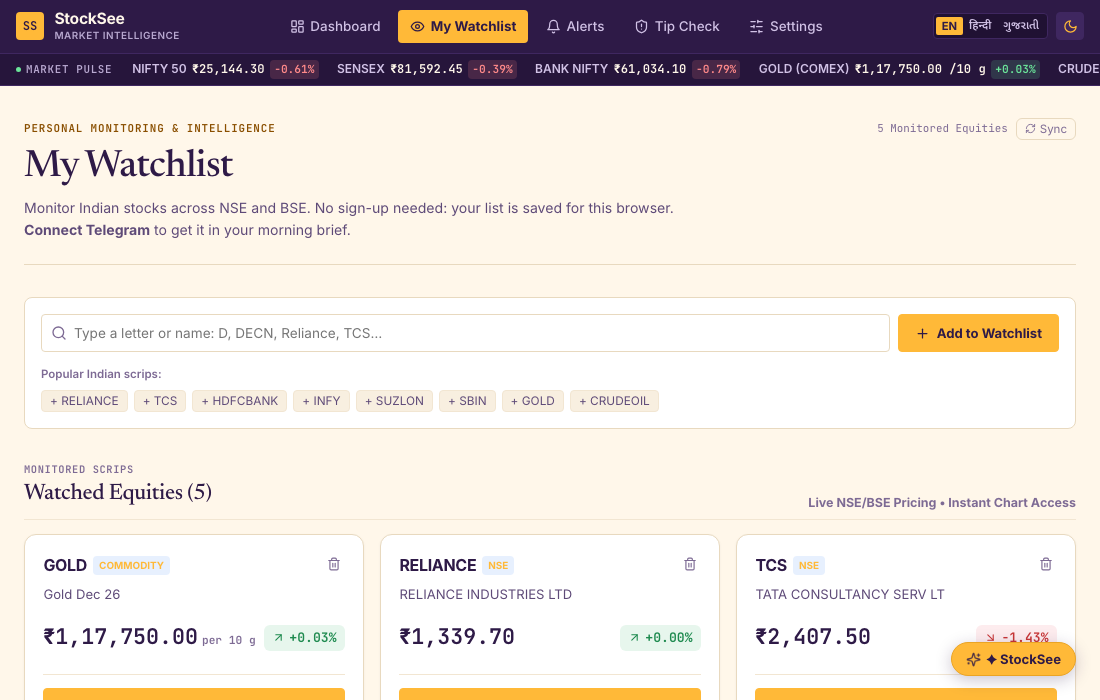 SS
StockSee
MARKET INTELLIGENCE
Dashboard
My Watchlist
Alerts
Tip Check
Settings
EN हिन्दी ગુજરાતી
MARKET PULSE NIFTY 50 ₹25,144.30 -0.61% SENSEX ₹81,592.45 -0.39% BANK NIFTY ₹61,034.10 -0.79% GOLD (COMEX) ₹1,17,750.00 /10 g +0.03% CRUDE
PERSONAL MONITORING & INTELLIGENCE
5 Monitored Equities Sync
My Watchlist
Monitor Indian stocks across NSE and BSE. No sign-up needed: your list is saved for this browser.
Connect Telegram to get it in your morning brief.
Type a letter or name: D, DECN, Reliance, TCS...
+ Add to Watchlist
Popular Indian scrips:
+ RELIANCE + TCS + HDFCBANK + INFY + SUZLON + SBIN + GOLD + CRUDEOIL
MONITORED SCRIPS
Watched Equities (5)
Live NSE/BSE Pricing • Instant Chart Access
GOLD COMMODITY
Gold Dec 26
₹1,17,750.00 per 10 g +0.03%
RELIANCE NSE
RELIANCE INDUSTRIES LTD
₹1,339.70 +0.00%
TCS NSE
TATA CONSULTANCY SERV LT
₹2,407.50 -1.43%
✦ StockSee